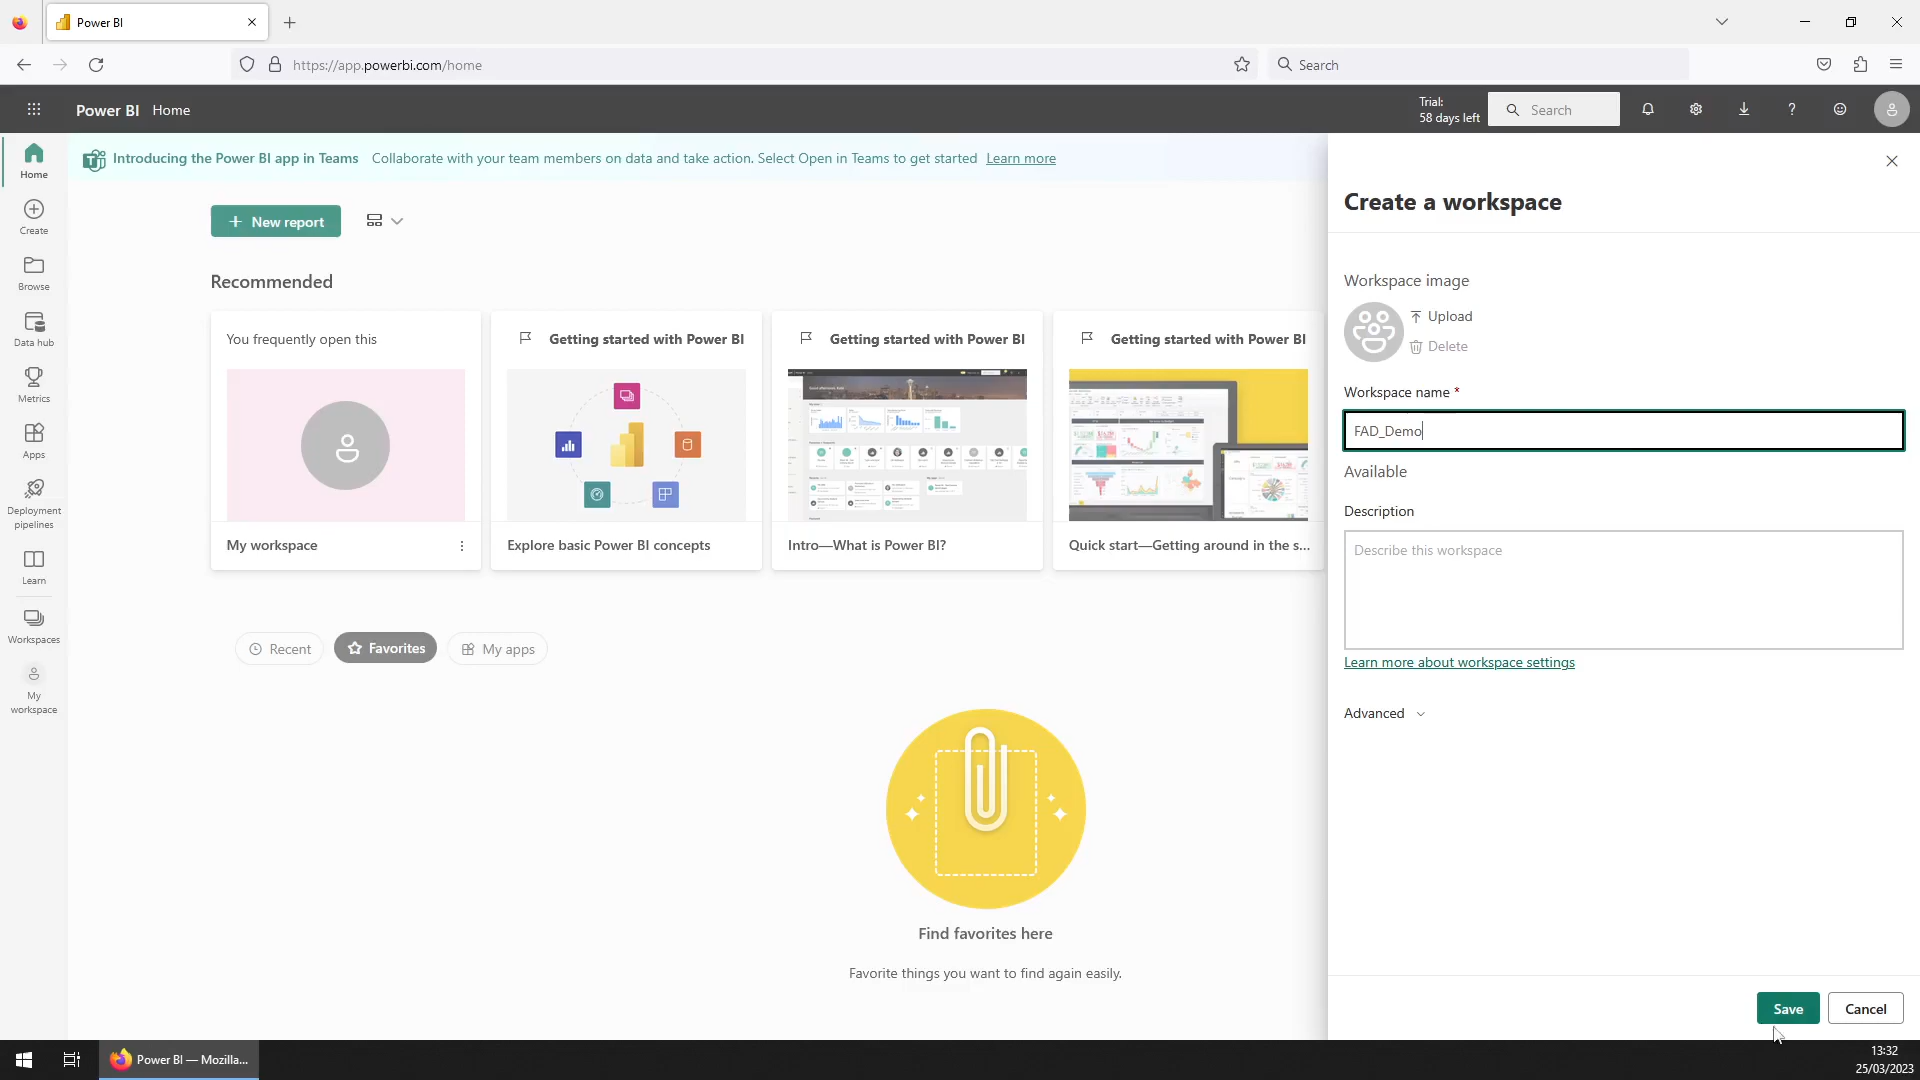 Power BI
https://app.powerbi.com/home
Search
Power BI
Home
Trial:
58 days left
Search
Introducing the Power BI app in Teams Collaborate with your team members on data and take action. Select Open in Teams to get started Learn more
Home
Create
Browse
Data hub
Metrics
Apps
Deployment
pipelines
Learn
Workspaces
My
workspace
New report
Recommended
You frequently open this
My workspace
Getting started with Power BI
Explore basic Power BI concepts
Getting started with Power BI
Intro—What is Power BI?
Getting started with Power BI
Quick start—Getting around in the s...
Recent
Favorites
My apps
Find favorites here
Favorite things you want to find again easily.
Create a workspace
Workspace image
Upload
Delete
Workspace name *
FAD_Demo
Available
Description
Describe this workspace
Learn more about workspace settings
Advanced
Save
Cancel
Power BI — Mozilla...
13:32
25/03/2023